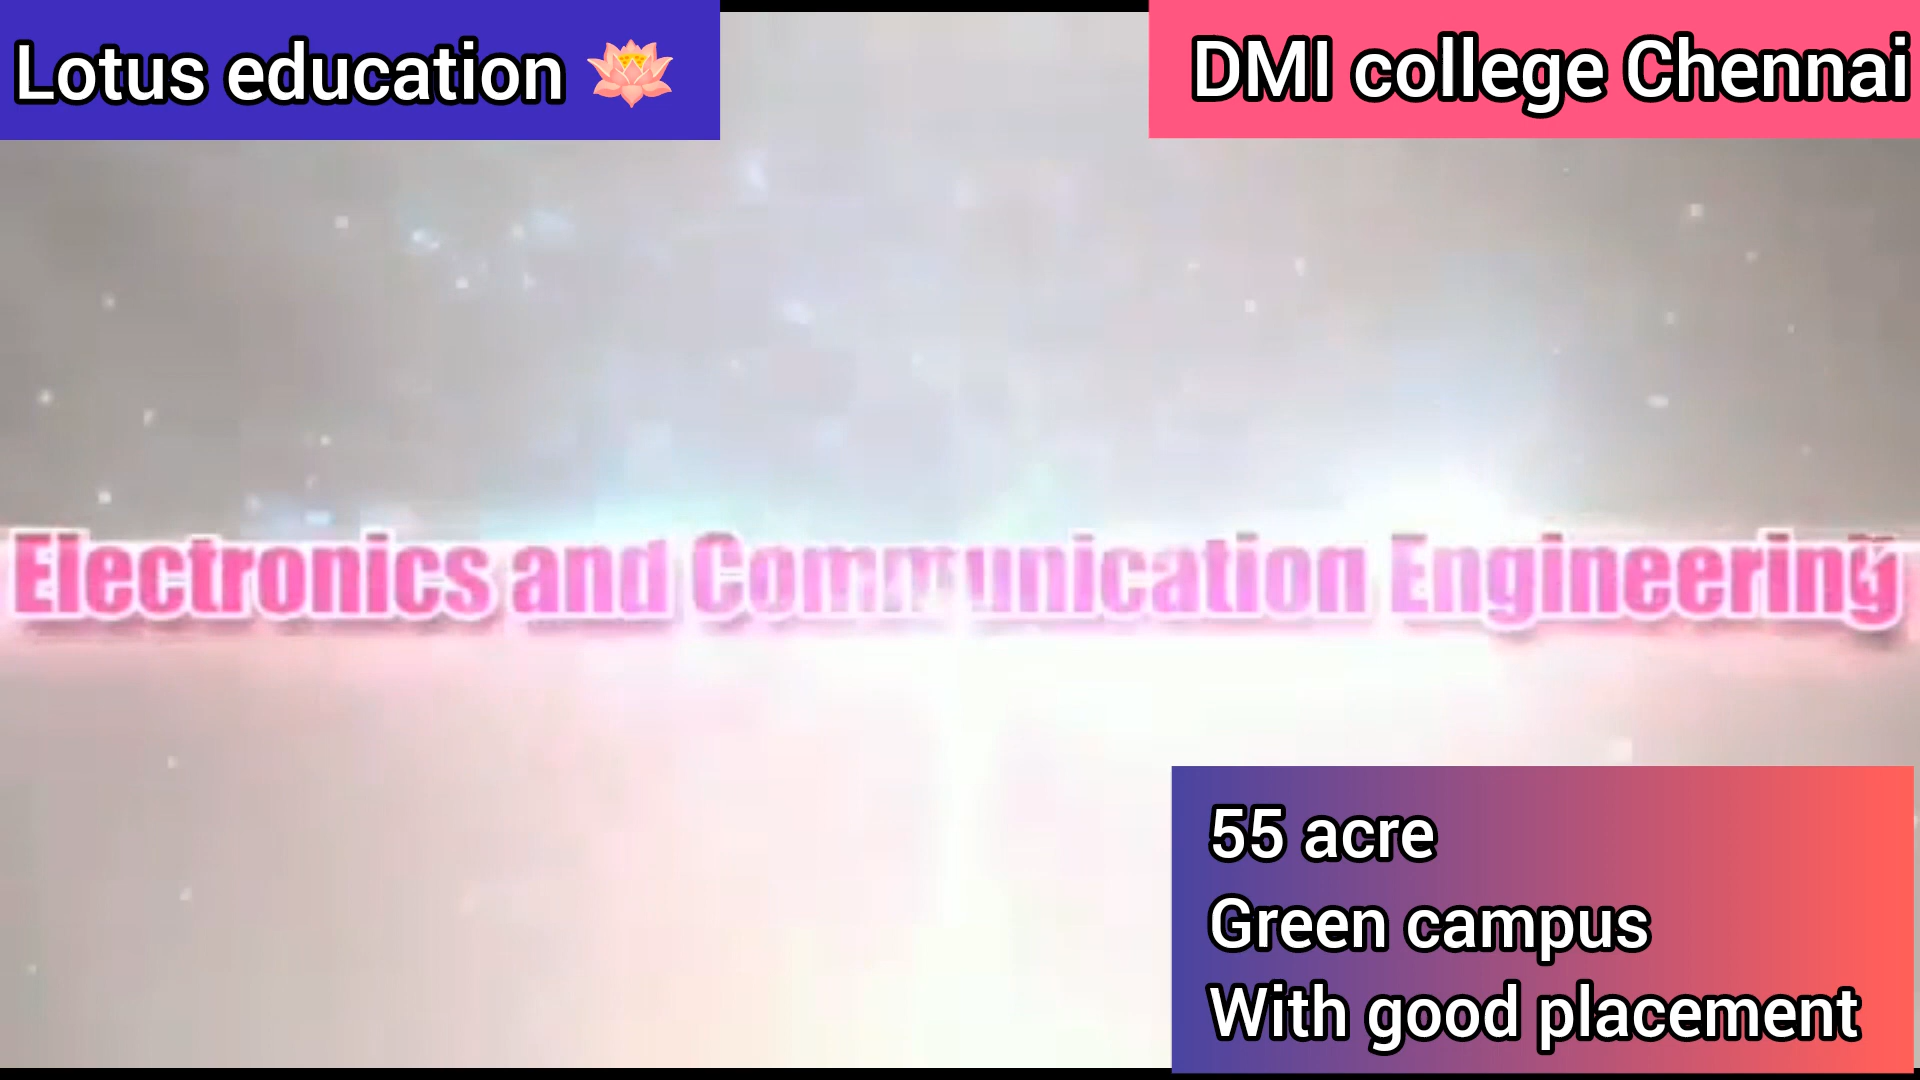 Lotus education 🪷
DMI college Chennai
Electronics and Communication Engineering
55 acre
Green campus
With good placement